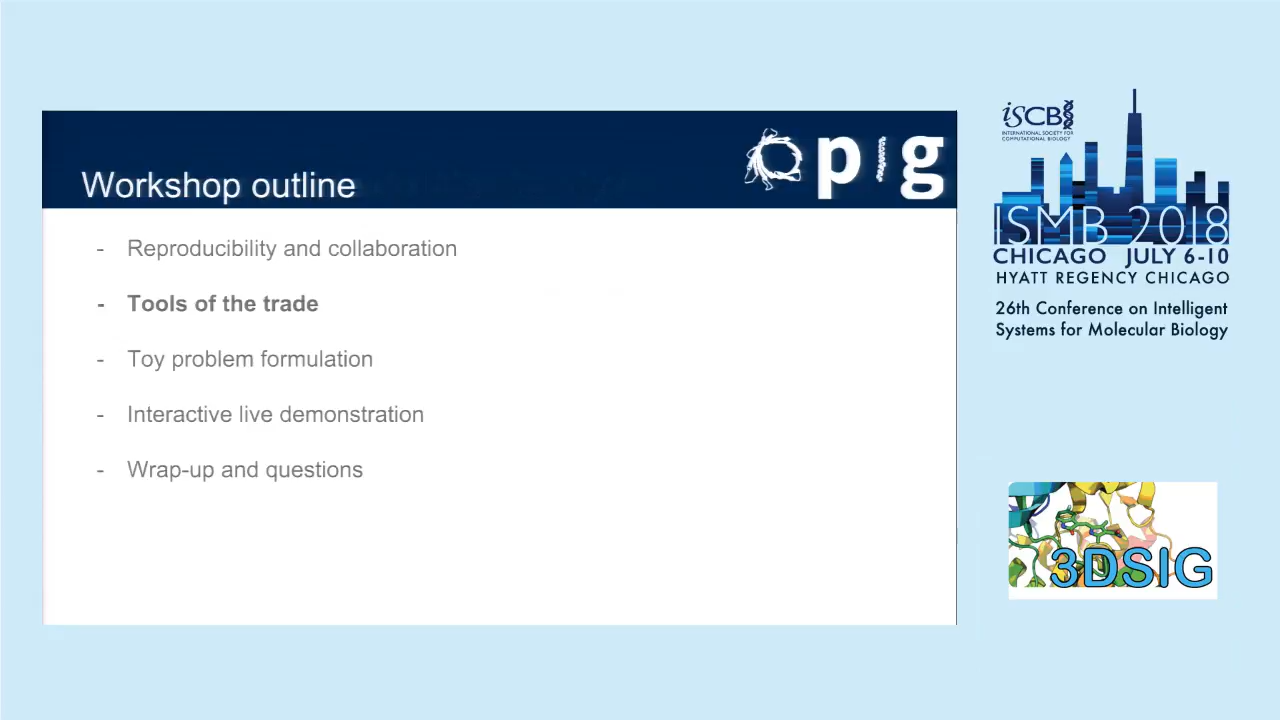 Workshop outline
opig
- Reproducibility and collaboration
- Tools of the trade
- Toy problem formulation
- Interactive live demonstration
- Wrap-up and questions
iSCB
INTERNATIONAL SOCIETY FOR
COMPUTATIONAL BIOLOGY
ISMB 2018
CHICAGO JULY 6-10
HYATT REGENCY CHICAGO
26th Conference on Intelligent
Systems for Molecular Biology
3DSIG